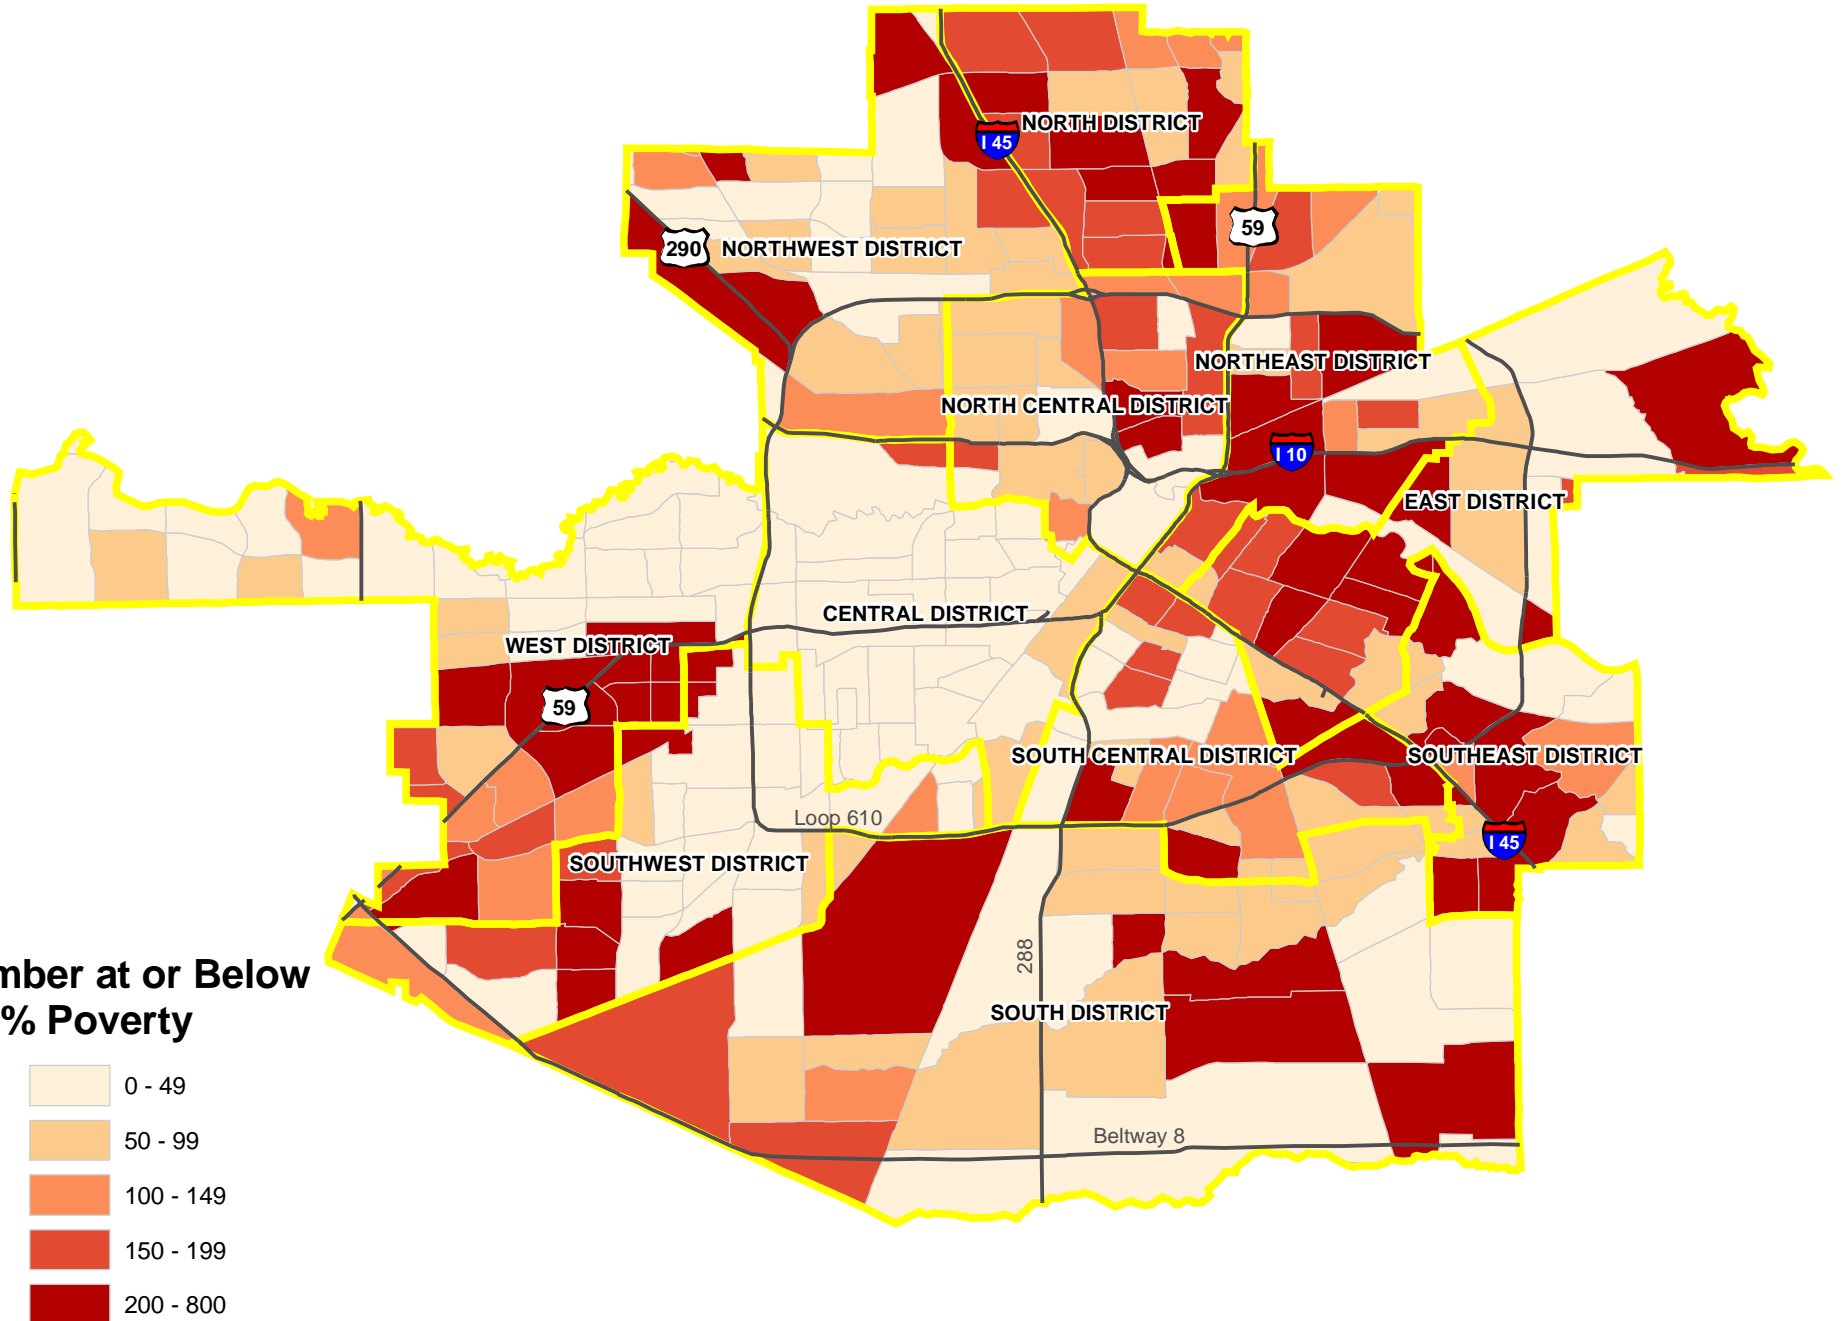 NORTH DISTRICT
I 45
59
290
NORTHWEST DISTRICT
NORTHEAST DISTRICT
NORTH CENTRAL DISTRICT
I 10
EAST DISTRICT
CENTRAL DISTRICT
WEST DISTRICT
59
SOUTH CENTRAL DISTRICT
SOUTHEAST DISTRICT
Loop 610
I 45
SOUTHWEST DISTRICT
288
SOUTH DISTRICT
Beltway 8
mber at or Below
% Poverty
0 - 49
50 - 99
100 - 149
150 - 199
200 - 800